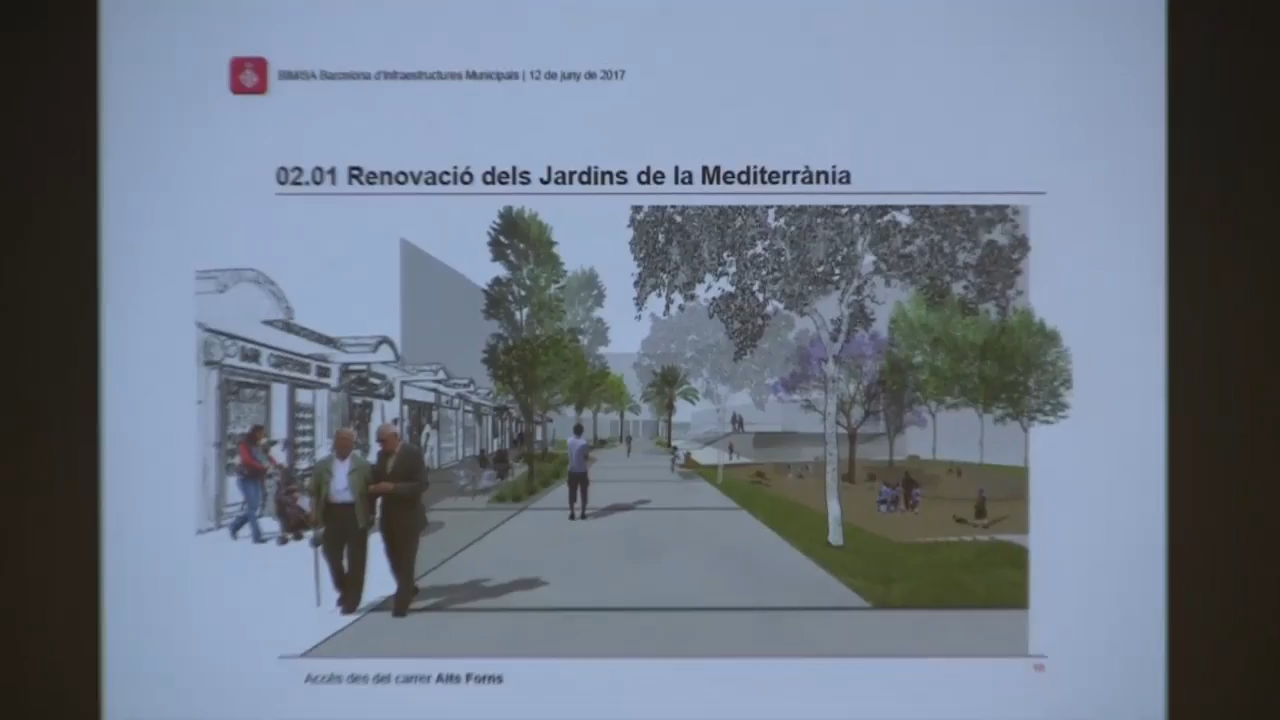 BIMSA Barcelona d'Infraestructures Municipals | 12 de juny de 2017
02.01 Renovació dels Jardins de la Mediterrània
Accès des del carrer Alts Forns